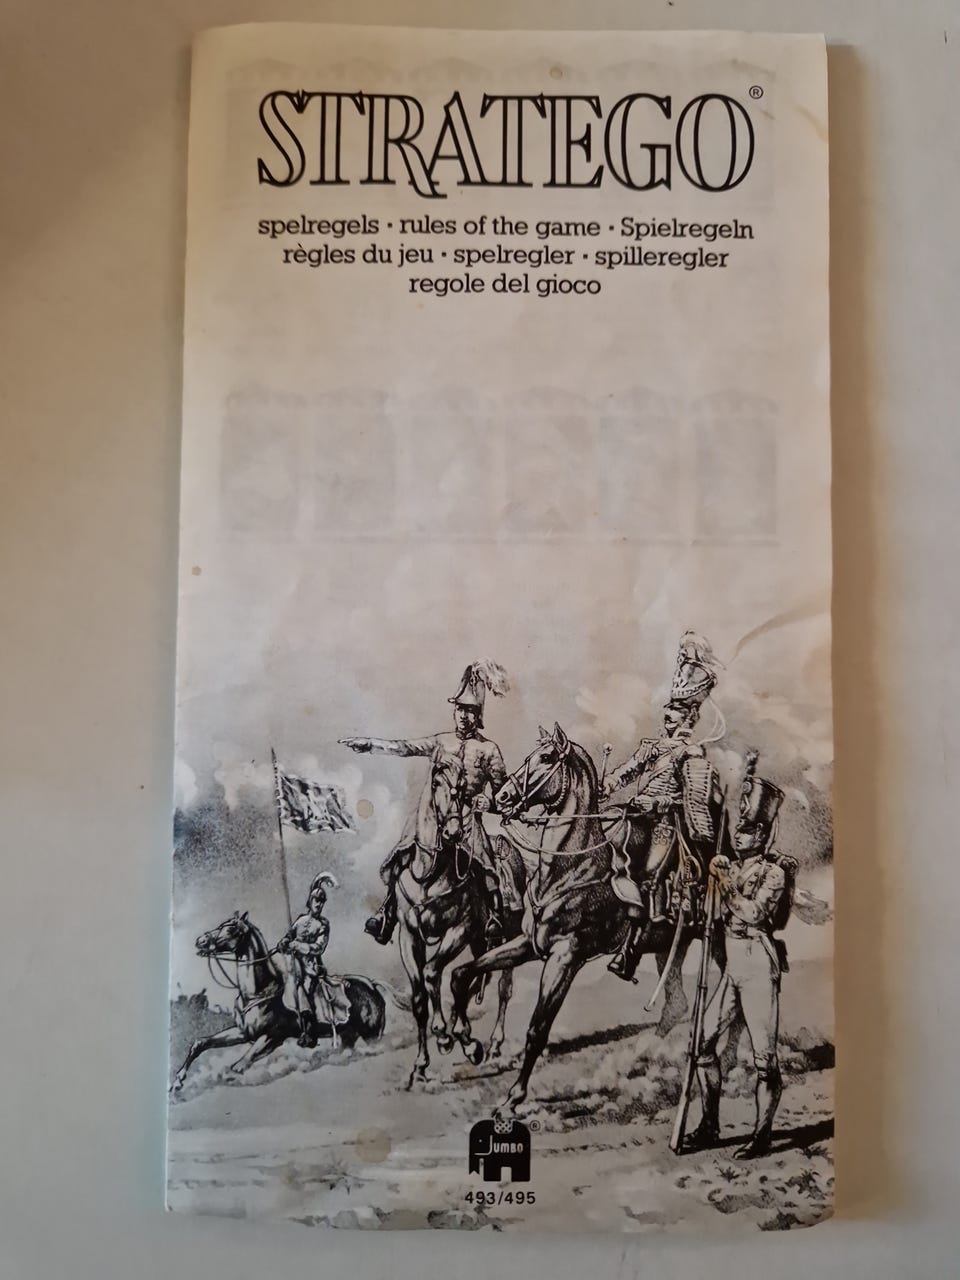 STRATEGO®
spelregels · rules of the game · Spielregeln
règles du jeu · spelregler · spilleregler
regole del gioco
JUMBO ®
493/495